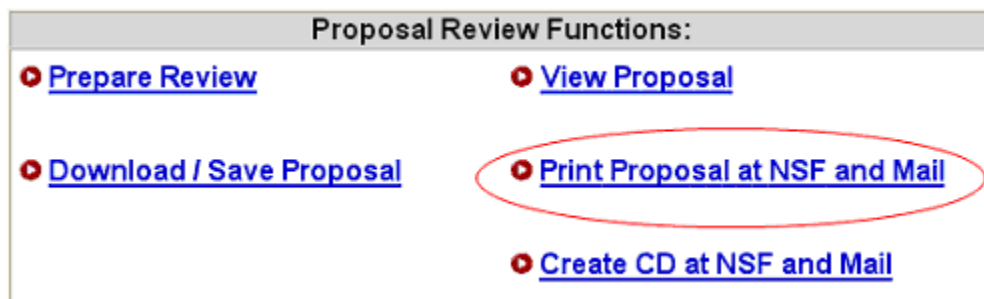 Proposal Review Functions:
Prepare Review
View Proposal
Download / Save Proposal
Print Proposal at NSF and Mail
Create CD at NSF and Mail